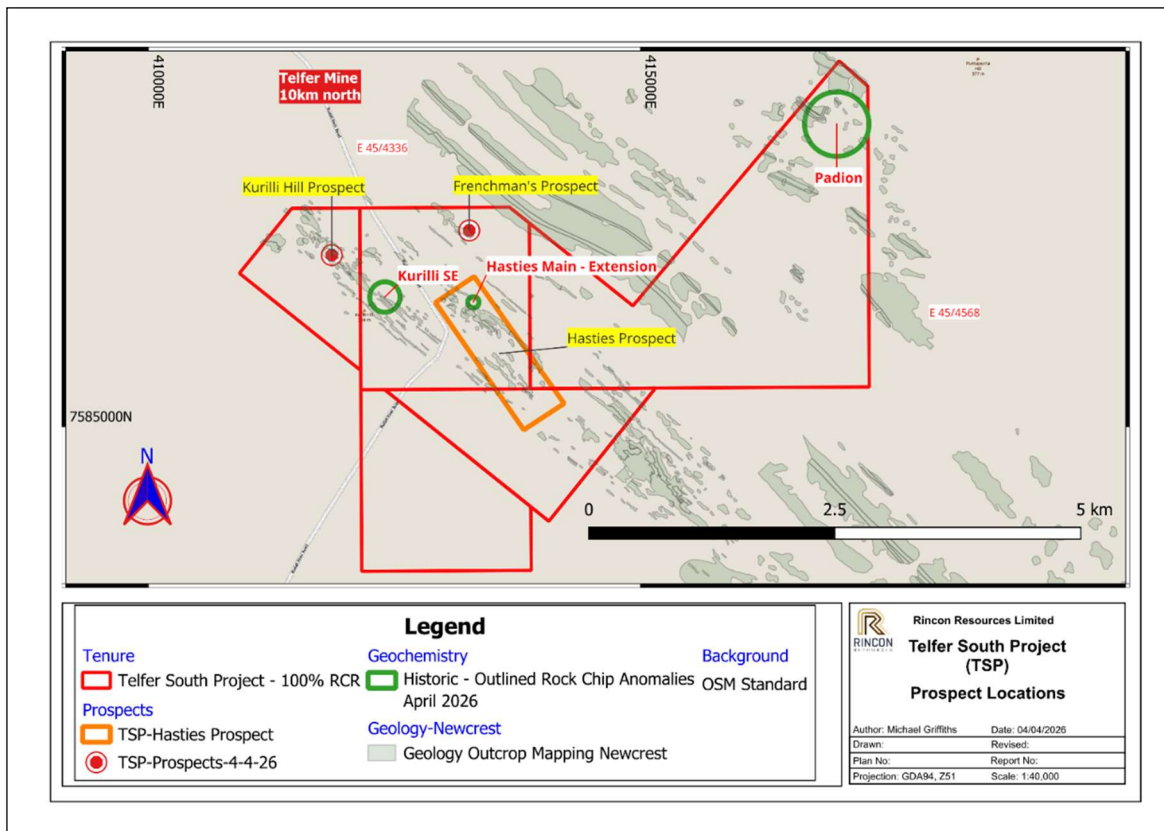 410000E
415000E
Telfer Mine
10km north
E 45/4336
Padion
Kurilli Hill Prospect
Frenchman's Prospect
Kurilli SE
Hasties Main - Extension
E 45/4568
Hasties Prospect
7585000N
N
0
2.5
5 km
Legend
Tenure
Telfer South Project - 100% RCR
Prospects
TSP-Hasties Prospect
TSP-Prospects-4-4-26
Geochemistry
Historic - Outlined Rock Chip Anomalies
April 2026
Geology-Newcrest
Geology Outcrop Mapping Newcrest
Background
OSM Standard
RINCON
RESOURCES
Rincon Resources Limited
Telfer South Project
(TSP)
Prospect Locations
Author: Michael Griffiths Date: 04/04/2026
Drawn: Revised:
Plan No: Report No:
Projection: GDA94, Z51 Scale: 1:40,000